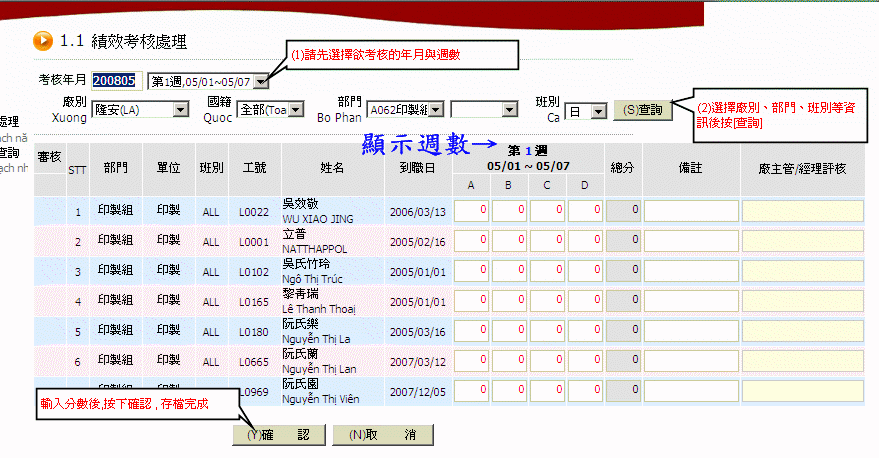 1.1 績效考核處理
(1)請先選擇欲考核的年月與週數
考核年月 200805 第1週,05/01~05/07
廠別 隆安(LA) 國籍 全部(Toa 部門 A062印製組 班別 日 (S)查詢
Xuong Quoc Bo Phan Ca
(2)選擇廠別、部門、班別等資
訊後按[查詢]
處理
查詢
顯示週數→
審核 STT 部門 單位 班別 工號 姓名 到職日 第 1 週 總分 備註 廠主管/經理評核
05/01 ~ 05/07
A B C D
1 印製組 印製 ALL L0022 吳效敬 2006/03/13 0 0 0 0 0
WU XIAO JING
2 印製組 印製 ALL L0001 立普 2005/02/16 0 0 0 0 0
NATTHAPPOL
3 印製組 印製 ALL L0102 吳氏竹玲 2005/01/01 0 0 0 0 0
Ngô Thị Trúc
4 印製組 印製 ALL L0165 黎青瑞 2005/01/01 0 0 0 0 0
Lê Thanh Thoại
5 印製組 印製 ALL L0180 阮氏樂 2005/03/16 0 0 0 0 0
Nguyễn Thị La
6 印製組 印製 ALL L0665 阮氏蘭 2007/03/12 0 0 0 0 0
Nguyễn Thị Lan
L0969 阮氏園 2007/12/05 0 0 0 0 0
Nguyễn Thị Viên
輸入分數後,按下確認 , 存檔完成
(Y)確 認 (N)取 消